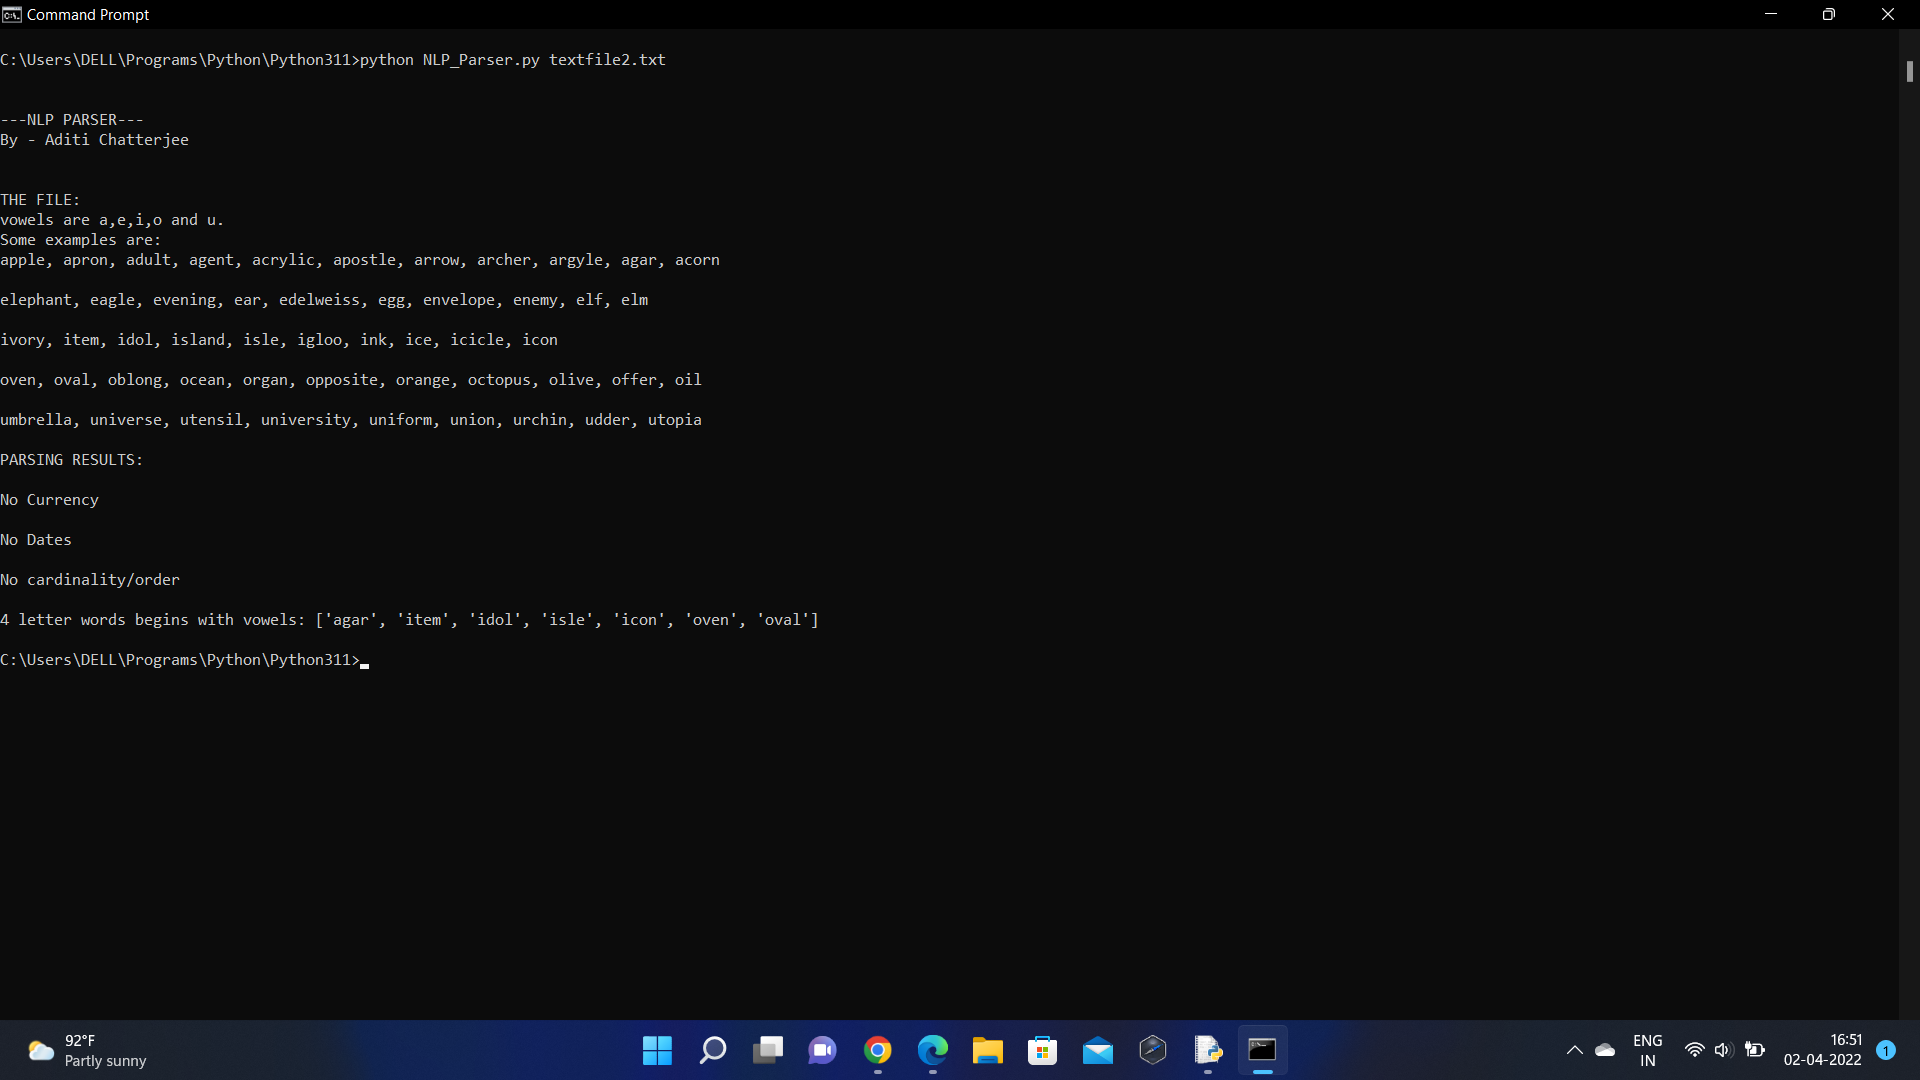 Command Prompt
C:\Users\DELL\Programs\Python\Python311>python NLP_Parser.py textfile2.txt
---NLP PARSER---
By - Aditi Chatterjee
THE FILE:
vowels are a,e,i,o and u.
Some examples are:
apple, apron, adult, agent, acrylic, apostle, arrow, archer, argyle, agar, acorn
elephant, eagle, evening, ear, edelweiss, egg, envelope, enemy, elf, elm
ivory, item, idol, island, isle, igloo, ink, ice, icicle, icon
oven, oval, oblong, ocean, organ, opposite, orange, octopus, olive, offer, oil
umbrella, universe, utensil, university, uniform, union, urchin, udder, utopia
PARSING RESULTS:
No Currency
No Dates
No cardinality/order
4 letter words begins with vowels: ['agar', 'item', 'idol', 'isle', 'icon', 'oven', 'oval']
C:\Users\DELL\Programs\Python\Python311>
92°F
Partly sunny
ENG
IN
16:51
02-04-2022
1